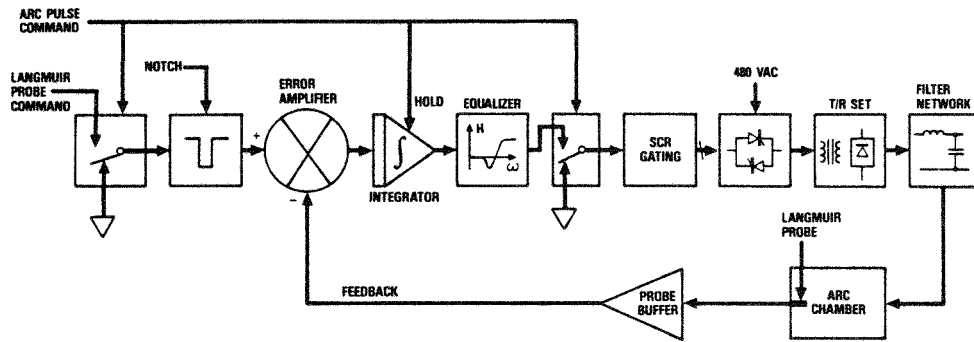 ARC PULSE
COMMAND
LANGMUIR
PROBE
COMMAND
NOTCH
+
ERROR
AMPLIFIER
−
HOLD
∫
INTEGRATOR
EQUALIZER
H
ω
SCR
GATING
480 VAC
T/R SET
FILTER
NETWORK
LANGMUIR
PROBE
ARC
CHAMBER
PROBE
BUFFER
FEEDBACK